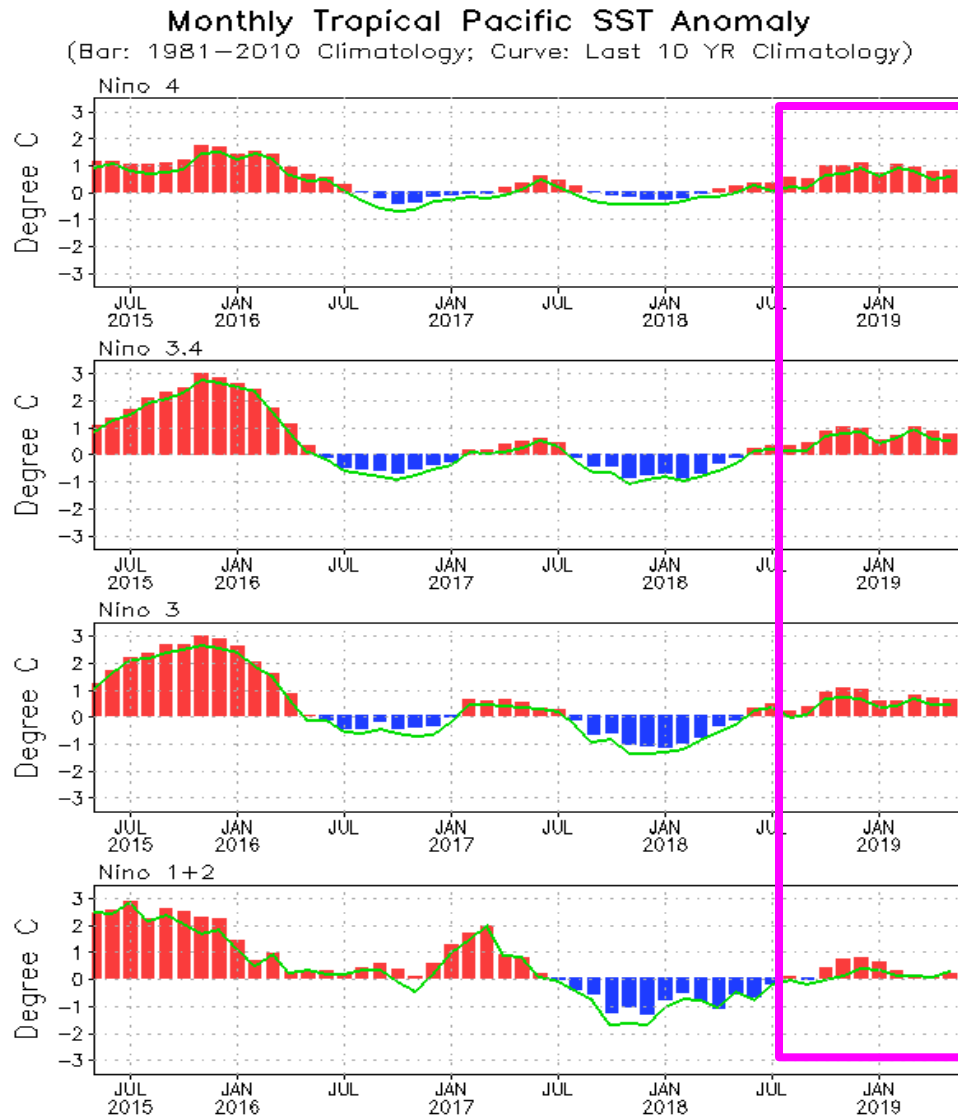 Monthly Tropical Pacific SST Anomaly
(Bar: 1981-2010 Climatology; Curve: Last 10 YR Climatology)
Nino 4
Degree C
3
2
1
0
-1
-2
-3
JUL JAN JUL JAN JUL JAN JUL JAN
2015 2016 2017 2018 2019
Nino 3.4
Degree C
3
2
1
0
-1
-2
-3
JUL JAN JUL JAN JUL JAN JUL JAN
2015 2016 2017 2018 2019
Nino 3
Degree C
3
2
1
0
-1
-2
-3
JUL JAN JUL JAN JUL JAN JUL JAN
2015 2016 2017 2018 2019
Nino 1+2
Degree C
3
2
1
0
-1
-2
-3
JUL JAN JUL JAN JUL JAN JUL JAN
2015 2016 2017 2018 2019